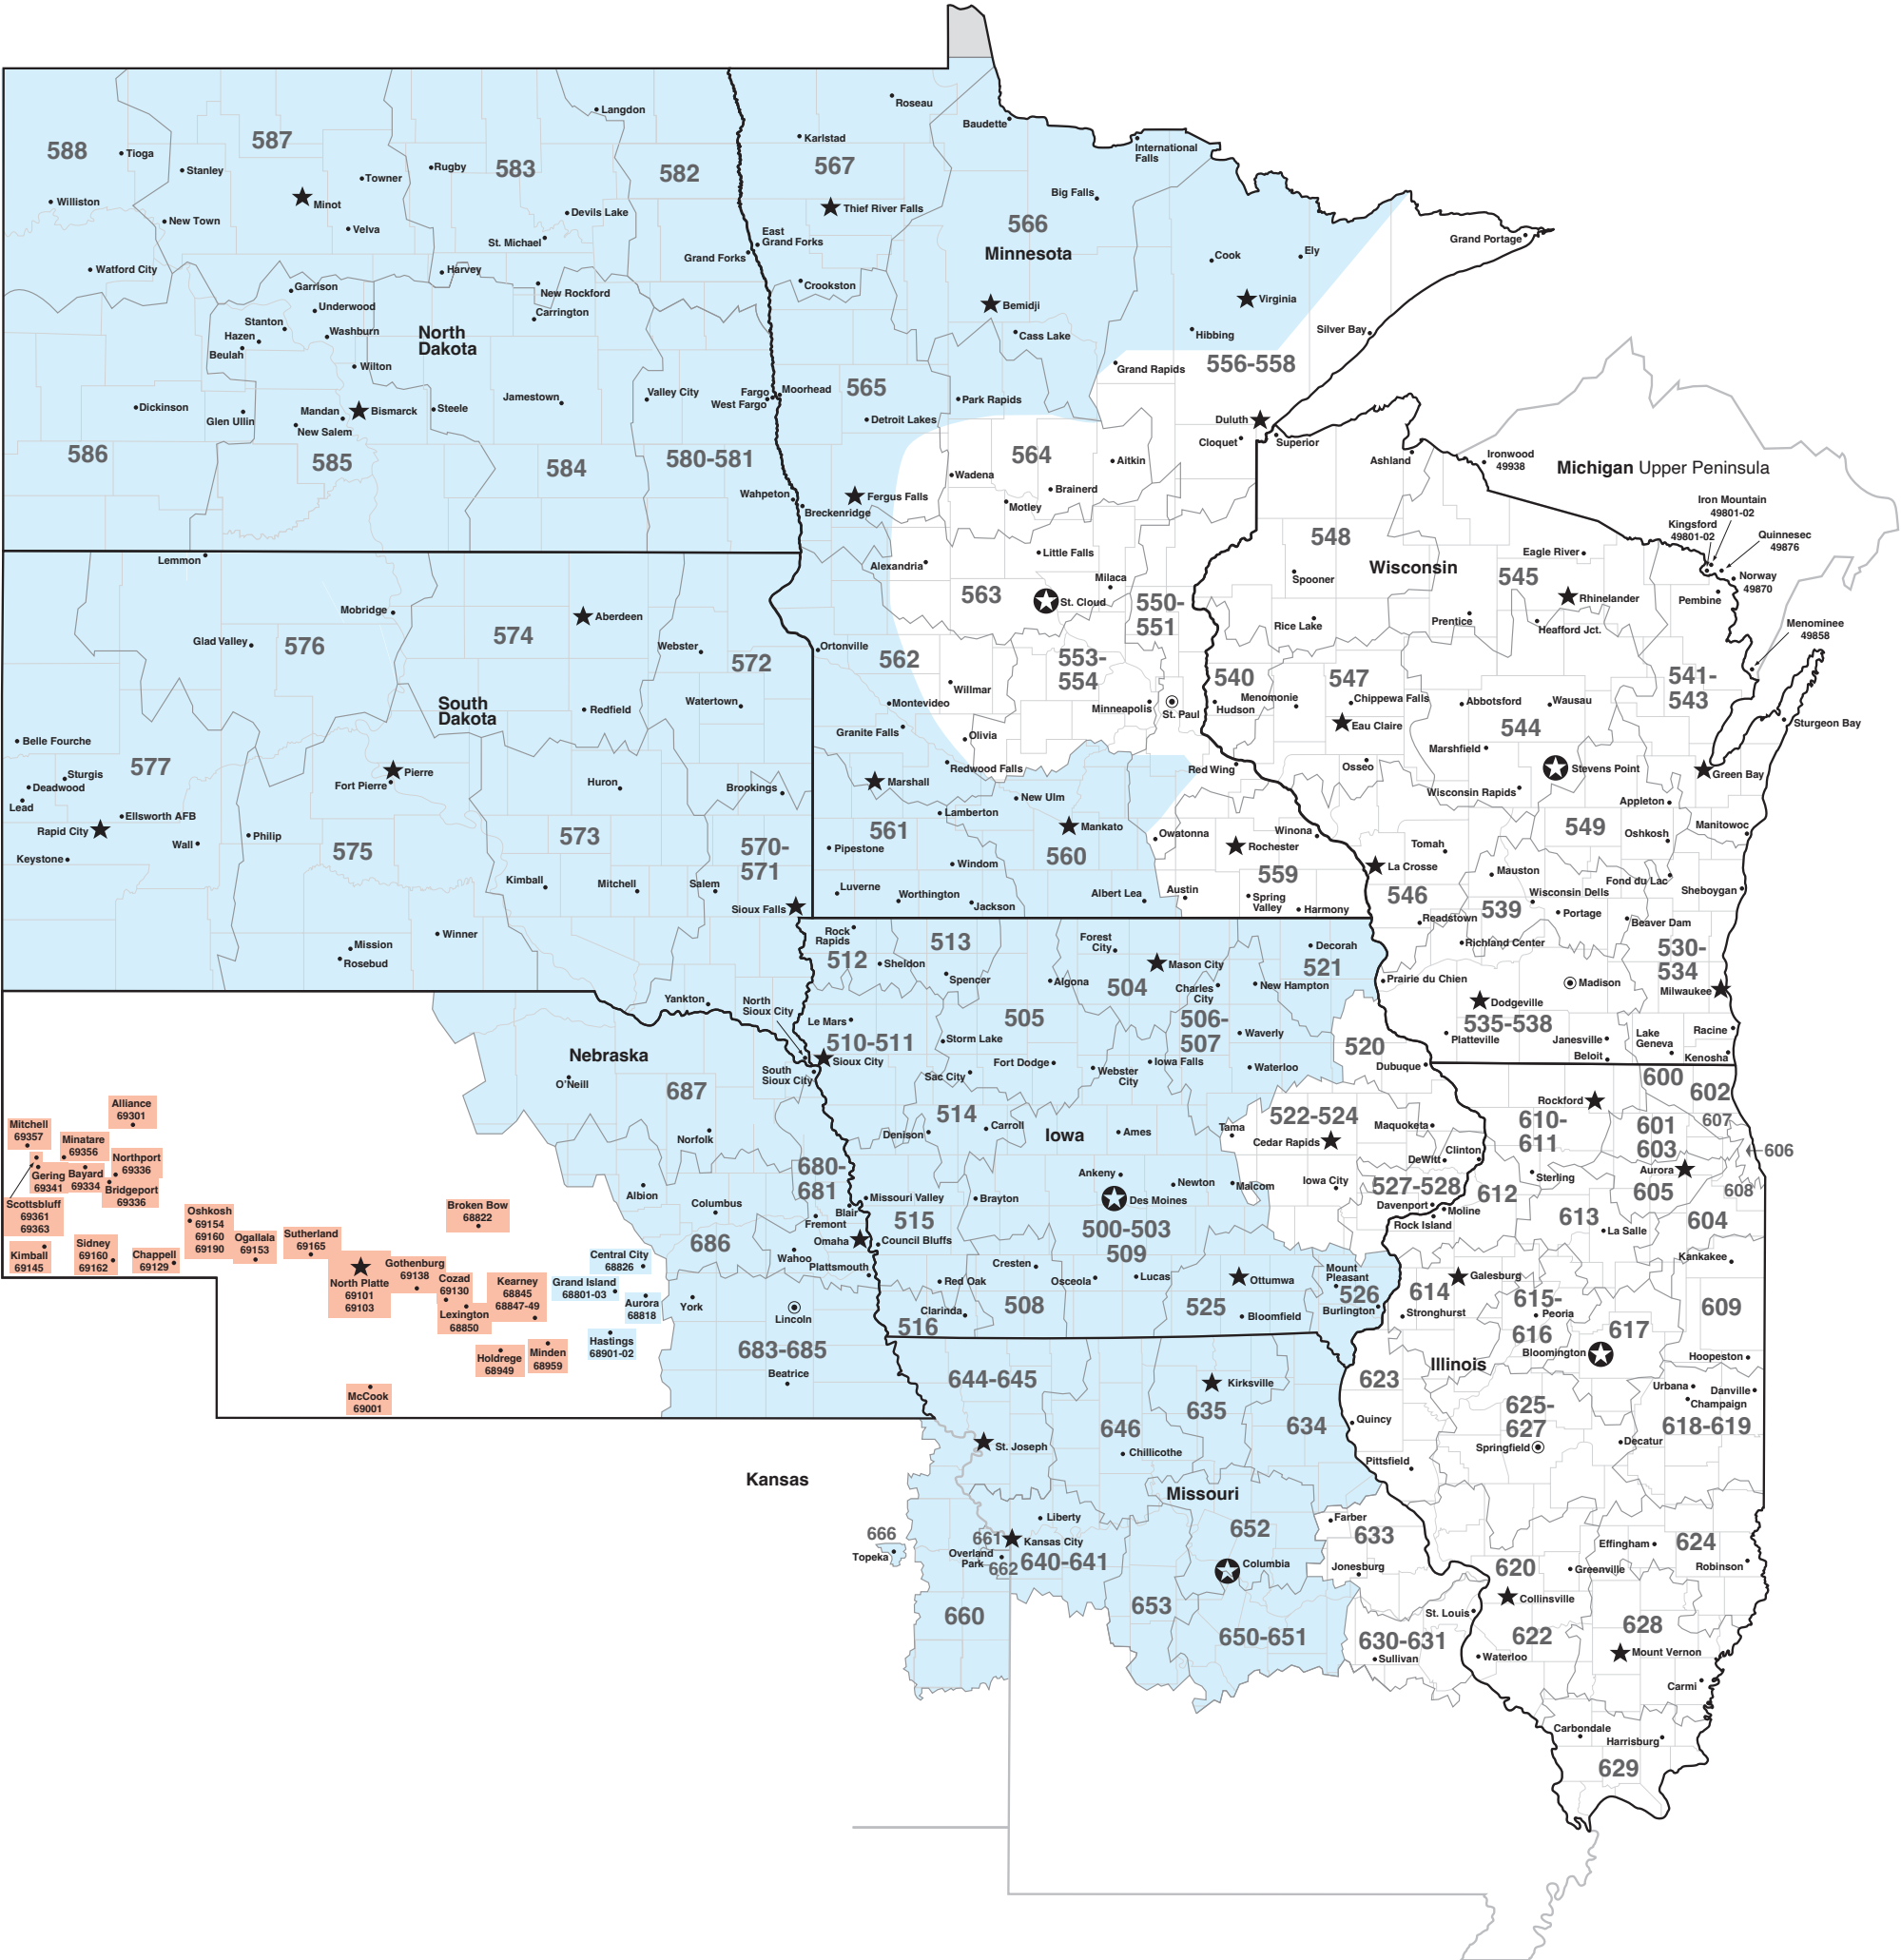 588
Tioga
587
Stanley
Towner
Minot
Williston
New Town
Velva
Watford City
Langdon
Rugby
583
582
Devils Lake
St. Michael
Harvey
New Rockford
Carrington
Grand Forks
East
Grand Forks
Garrison
Underwood
Stanton
Hazen
Washburn
Beulah
North
Dakota
Wilton
Dickinson
Glen Ullin
Mandan
Bismarck
Steele
New Salem
Jamestown
Valley City
Fargo
West Fargo
Moorhead
586
585
584
580-581
Wahpeton
Breckenridge
Roseau
Baudette
Karlstad
567
International
Falls
Big Falls
Thief River Falls
566
Minnesota
Cook
Ely
Grand Portage
Crookston
Bemidji
Virginia
Cass Lake
Hibbing
Silver Bay
Grand Rapids
556-558
565
Park Rapids
Detroit Lakes
Duluth
Cloquet
Superior
564
Aitkin
Wadena
Brainerd
Motley
Fergus Falls
Little Falls
Alexandria
Milaca
563
St. Cloud
550-
551
Ortonville
562
553-
554
Willmar
Montevideo
Minneapolis
St. Paul
Granite Falls
Olivia
Redwood Falls
Red Wing
Marshall
New Ulm
Lamberton
Mankato
Owatonna
Winona
Rochester
561
560
559
Pipestone
Windom
Luverne
Worthington
Jackson
Albert Lea
Austin
Spring
Valley
Harmony
Lemmon
Mobridge
Aberdeen
Glad Valley
576
574
Webster
572
South
Dakota
Redfield
Watertown
Belle Fourche
577
Sturgis
Deadwood
Lead
Pierre
Fort Pierre
Huron
Brookings
Ellsworth AFB
Rapid City
Wall
Philip
Keystone
575
573
570-
571
Kimball
Mitchell
Salem
Sioux Falls
Winner
Mission
Rosebud
Yankton
North
Sioux City
Michigan Upper Peninsula
Ironwood
49938
Ashland
Iron Mountain
49801-02
Kingsford
49801-02
Quinnesec
49876
Norway
49870
Menominee
49858
548
Wisconsin
Eagle River
545
Spooner
Rhinelander
Pembine
Rice Lake
Prentice
Heafford Jct.
540
547
541-
543
Menomonie
Hudson
Chippewa Falls
Abbotsford
Wausau
Eau Claire
544
Sturgeon Bay
Marshfield
Osseo
Stevens Point
Green Bay
Wisconsin Rapids
Appleton
549
Oshkosh
Manitowoc
Tomah
La Crosse
Mauston
Fond du Lac
Sheboygan
546
539
Wisconsin Dells
Portage
Readstown
Beaver Dam
Richland Center
530-
534
Prairie du Chien
Madison
Milwaukee
Dodgeville
535-538
Platteville
Janesville
Beloit
Lake
Geneva
Racine
Kenosha
Rock
Rapids
512
513
Sheldon
Spencer
Forest
City
Mason City
Decorah
521
Algona
504
Charles
City
New Hampton
Le Mars
505
506-
507
510-511
Storm Lake
Waverly
520
Sioux City
Fort Dodge
Iowa Falls
Dubuque
South
Sioux City
Sac City
Webster
City
Waterloo
514
Iowa
522-524
Denison
Carroll
Ames
Tama
Cedar Rapids
Maquoketa
DeWitt
Clinton
Ankeny
Newton
Malcom
Iowa City
527-528
Missouri Valley
Brayton
Des Moines
Davenport
Moline
Rock Island
515
500-503
509
Council Bluffs
Creston
Red Oak
Osceola
Lucas
Ottumwa
Mount
Pleasant
526
Burlington
508
525
Clarinda
516
Bloomfield
Nebraska
O'Neill
687
Norfolk
680-
681
Albion
Columbus
Blair
Fremont
Omaha
686
Wahoo
Plattsmouth
York
Lincoln
683-685
Beatrice
Alliance
69301
Mitchell
69357
Minatare
69356
Northport
69336
Gering
69341
Bayard
69334
Bridgeport
69336
Scottsbluff
69361
69363
Kimball
69145
Sidney
69160
69162
Chappell
69129
Oshkosh
69154
69160
69190
Ogallala
69153
Sutherland
69165
Broken Bow
68822
North Platte
69101
69103
Gothenburg
69138
Cozad
69130
Lexington
68850
Kearney
68845
68847-49
Central City
68826
Grand Island
68801-03
Aurora
68818
Hastings
68901-02
Holdrege
68949
Minden
68959
McCook
69001
Kansas
666
Topeka
661
Overland
Park
662
660
644-645
Kirksville
635
634
646
St. Joseph
Chillicothe
Missouri
Liberty
Kansas City
640-641
652
Columbia
Farber
633
Jonesburg
653
650-651
St. Louis
630-631
Sullivan
600
602
Rockford
610-
611
601
603
607
606
Aurora
605
608
Sterling
612
613
604
La Salle
Kankakee
614
Galesburg
Stronghurst
615-
Peoria
616
617
609
Bloomington
Illinois
Hoopeston
623
Urbana
Danville
Champaign
625-
627
618-619
Quincy
Springfield
Decatur
Pittsfield
624
Effingham
Robinson
620
Greenville
Collinsville
622
628
Waterloo
Mount Vernon
Carmi
Carbondale
Harrisburg
629